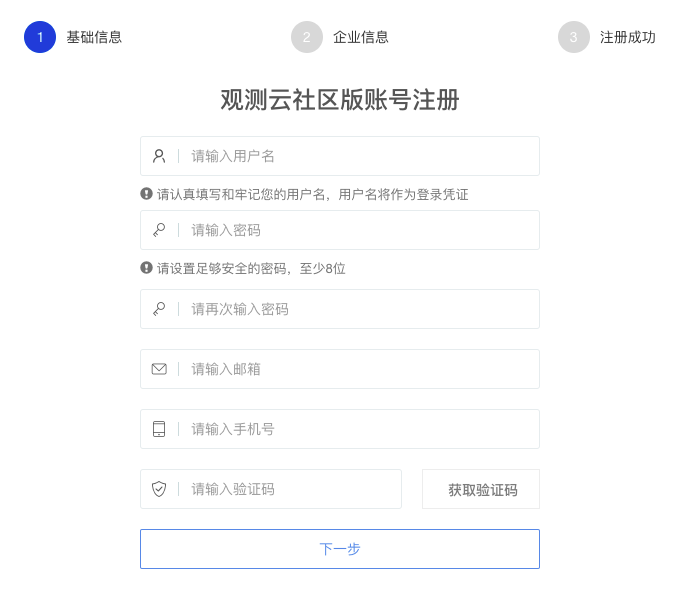 1 基础信息 2 企业信息 3 注册成功
观测云社区版账号注册
请输入用户名
请认真填写和牢记您的用户名，用户名将作为登录凭证
请输入密码
请设置足够安全的密码，至少8位
请再次输入密码
请输入邮箱
请输入手机号
请输入验证码 获取验证码
下一步